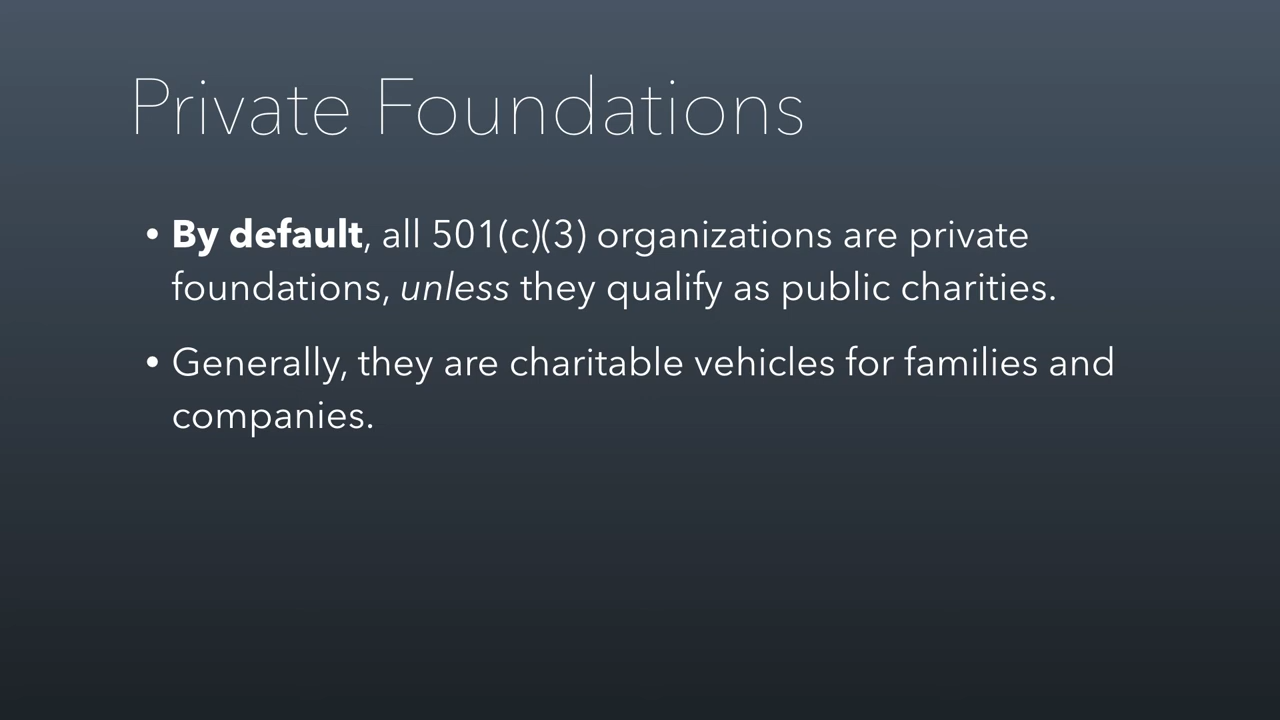 Private Foundations
• By default, all 501(c)(3) organizations are private
foundations, unless they qualify as public charities.
• Generally, they are charitable vehicles for families and
companies.